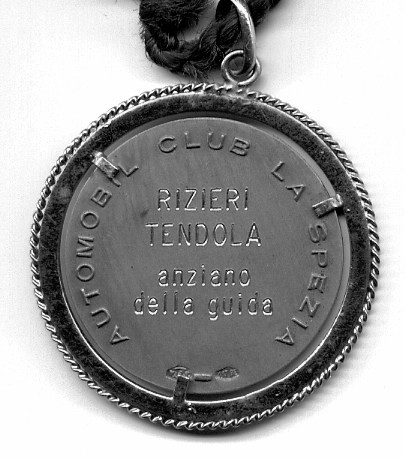 AUTOMOBIL CLUB LA SPEZIA
RIZIERI
TENDOLA
anziano
della guida